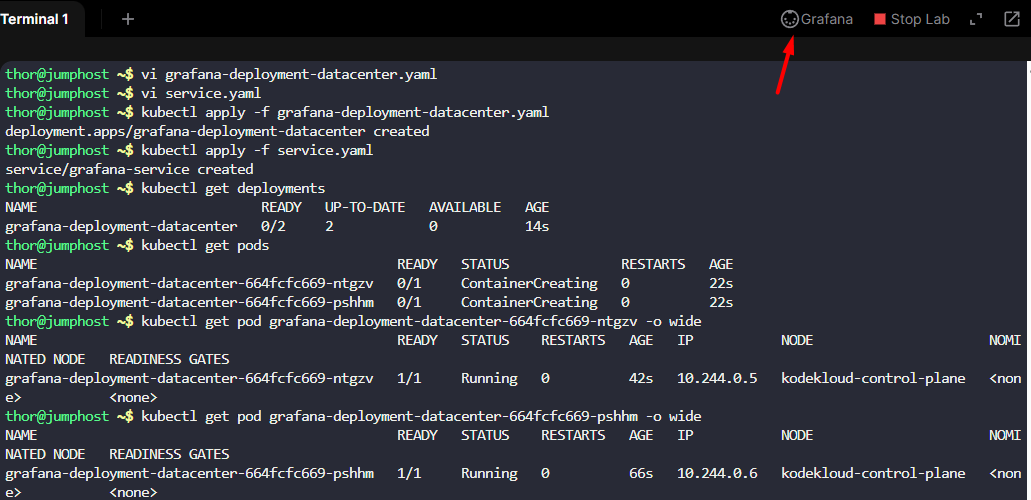 Terminal 1 + Grafana Stop Lab
thor@jumphost ~$ vi grafana-deployment-datacenter.yaml
thor@jumphost ~$ vi service.yaml
thor@jumphost ~$ kubectl apply -f grafana-deployment-datacenter.yaml
deployment.apps/grafana-deployment-datacenter created
thor@jumphost ~$ kubectl apply -f service.yaml
service/grafana-service created
thor@jumphost ~$ kubectl get deployments
NAME                            READY   UP-TO-DATE   AVAILABLE   AGE
grafana-deployment-datacenter   0/2     2            0           14s
thor@jumphost ~$ kubectl get pods
NAME                                             READY   STATUS              RESTARTS   AGE
grafana-deployment-datacenter-664fcfc669-ntgzv   0/1     ContainerCreating   0          22s
grafana-deployment-datacenter-664fcfc669-pshhm   0/1     ContainerCreating   0          22s
thor@jumphost ~$ kubectl get pod grafana-deployment-datacenter-664fcfc669-ntgzv -o wide
NAME                                             READY   STATUS    RESTARTS   AGE   IP           NODE                      NOMI
NATED NODE   READINESS GATES
grafana-deployment-datacenter-664fcfc669-ntgzv   1/1     Running   0          42s   10.244.0.5   kodekloud-control-plane   <non
e>           <none>
thor@jumphost ~$ kubectl get pod grafana-deployment-datacenter-664fcfc669-pshhm -o wide
NAME                                             READY   STATUS    RESTARTS   AGE   IP           NODE                      NOMI
NATED NODE   READINESS GATES
grafana-deployment-datacenter-664fcfc669-pshhm   1/1     Running   0          66s   10.244.0.6   kodekloud-control-plane   <non
e>           <none>